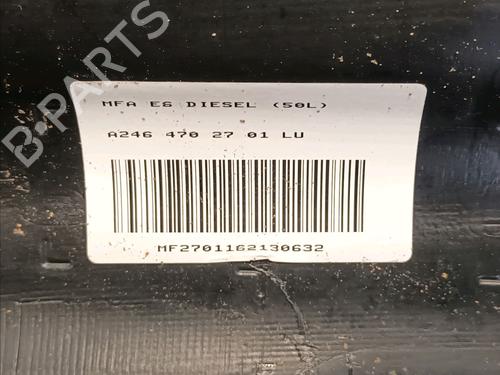 B-PARTS
MFA E6 DIESEL (50L)
A246 470 27 01 LU
MF2701162130632